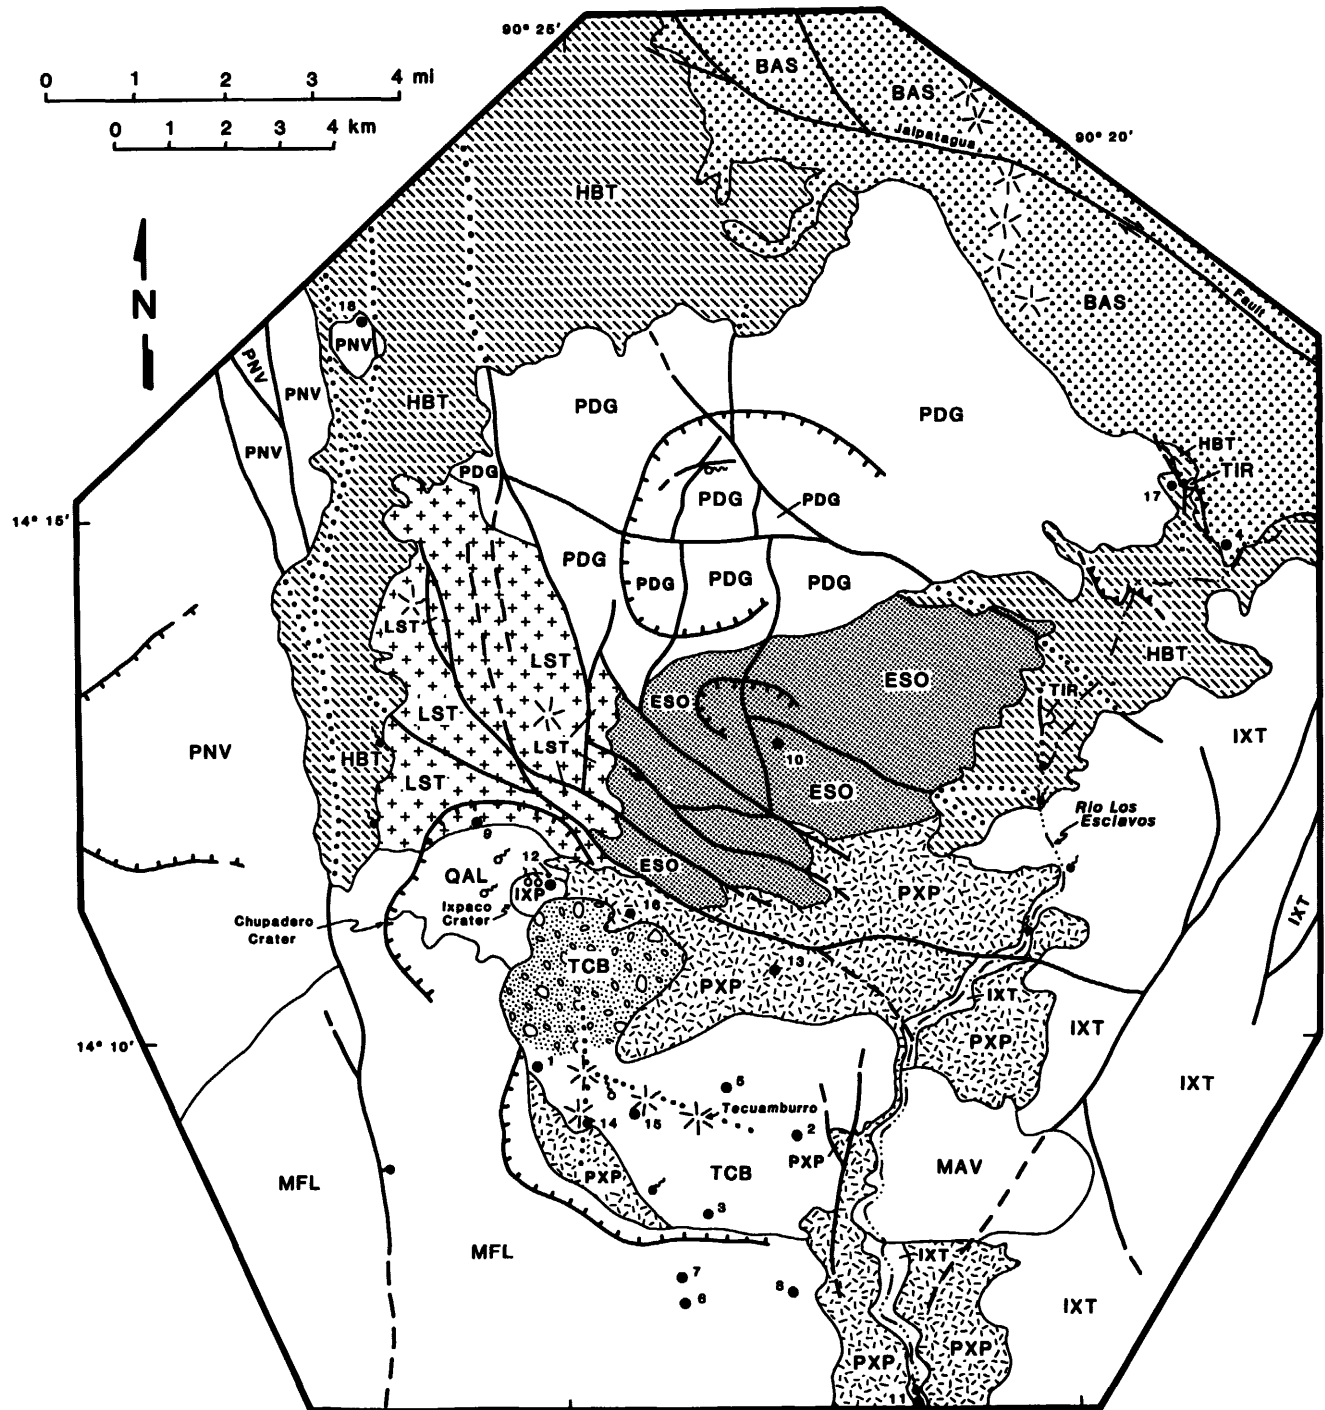 90° 25'
0 1 2 3 4 mi
0 1 2 3 4 km
BAS
BAS
Jalpatagua
90° 20'
HBT
N
BAS
Fault
18
PNV
PNV
PNV
HBT
PDG
PDG
PNV
HBT
TIR
PDG
17
PDG
PDG
14° 15'
4
PDG
PDG
PDG
PDG
LST
HBT
LST
ESO
ESO
TIR
LST
IXT
LST
PNV
HBT
10
LST
ESO
Rio Los
Esclavos
9
12
ESO
QAL
IXP
PXP
Ixpaco
Crater
16
IXT
Chupadero
Crater
TCB
13
PXP
IXT
IXT
PXP
14° 10'
1
5
IXT
Tecuamburro
14
15
2
PXP
PXP
TCB
MAV
MFL
3
MFL
IXT
7
6
8
IXT
PXP
PXP
11